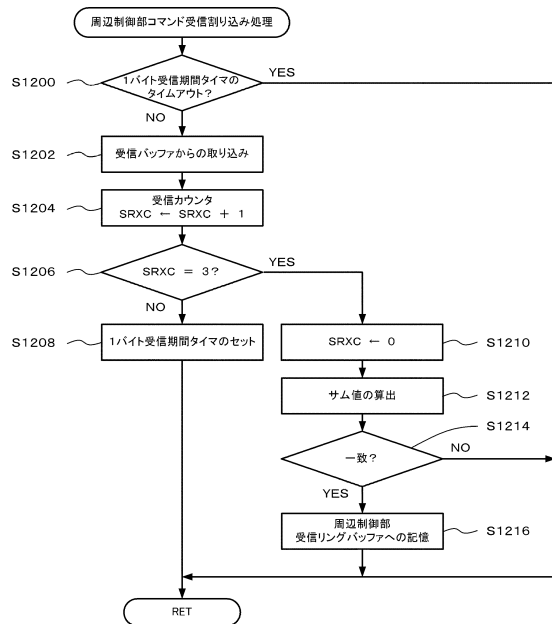 周辺制御部コマンド受信割り込み処理
S1200
1バイト受信期間タイマの
タイムアウト?
YES
NO
S1202
受信バッファからの取り込み
S1204
受信カウンタ
SRXC ← SRXC + 1
S1206
SRXC = 3?
YES
NO
S1208
1バイト受信期間タイマのセット
SRXC ← 0
S1210
サム値の算出
S1212
S1214
一致?
NO
YES
周辺制御部
受信リングバッファへの記憶
S1216
RET